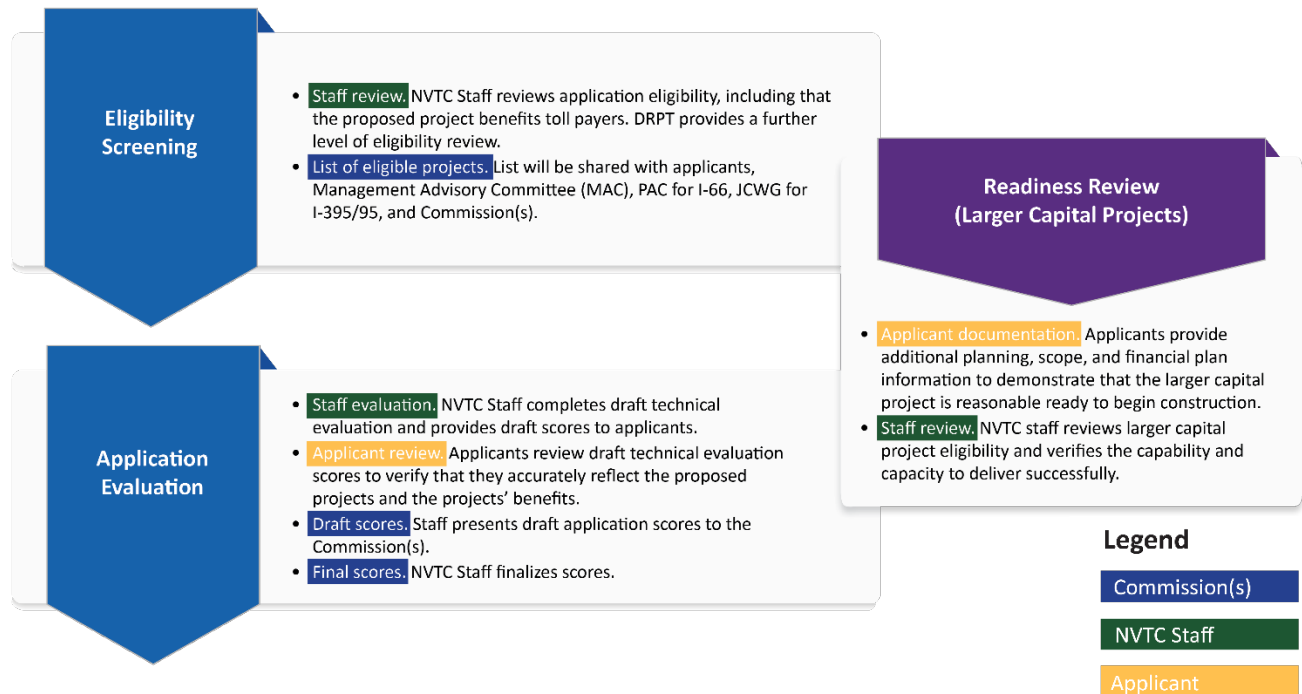 Eligibility
Screening
• Staff review. NVTC Staff reviews application eligibility, including that
the proposed project benefits toll payers. DRPT provides a further
level of eligibility review.
• List of eligible projects. List will be shared with applicants,
Management Advisory Committee (MAC), PAC for I-66, JCWG for
I-395/95, and Commission(s).
Readiness Review
(Larger Capital Projects)
• Applicant documentation. Applicants provide
additional planning, scope, and financial plan
information to demonstrate that the larger capital
project is reasonable ready to begin construction.
• Staff review. NVTC staff reviews larger capital
project eligibility and verifies the capability and
capacity to deliver successfully.
Application
Evaluation
• Staff evaluation. NVTC Staff completes draft technical
evaluation and provides draft scores to applicants.
• Applicant review. Applicants review draft technical evaluation
scores to verify that they accurately reflect the proposed
projects and the projects’ benefits.
• Draft scores. Staff presents draft application scores to the
Commission(s).
• Final scores. NVTC Staff finalizes scores.
Legend
Commission(s)
NVTC Staff
Applicant